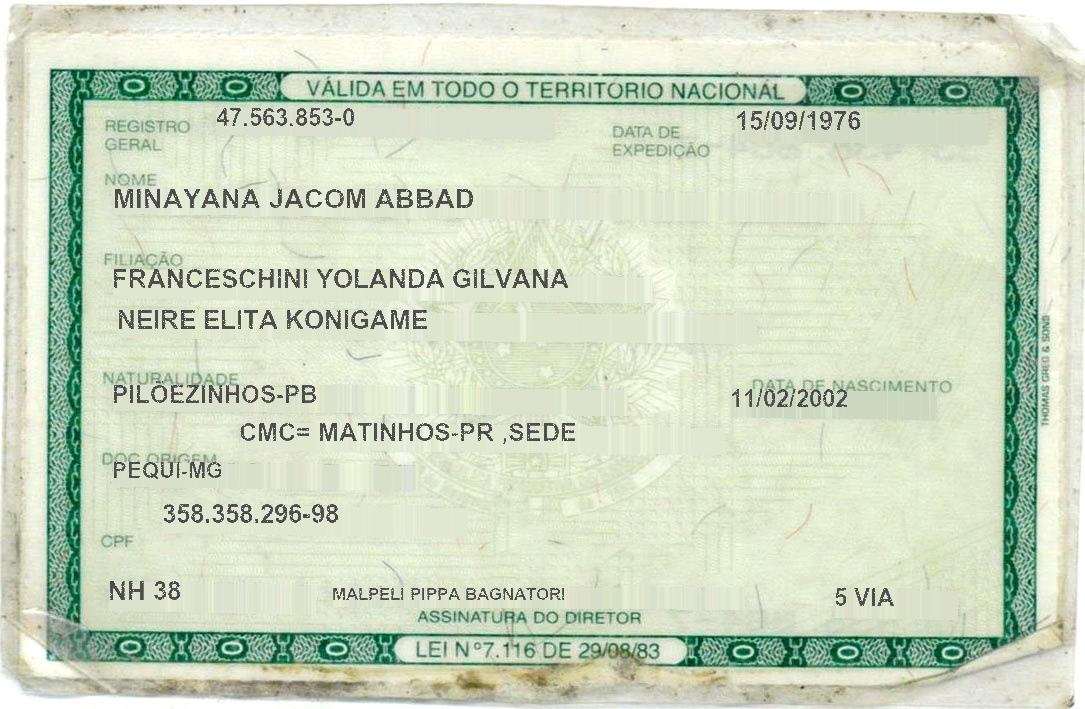 VÁLIDA EM TODO O TERRITORIO NACIONAL
REGISTRO GERAL 47.563.853-0 DATA DE EXPEDIÇÃO 15/09/1976
NOME
MINAYANA JACOM ABBAD
FILIAÇÃO
FRANCESCHINI YOLANDA GILVANA
NEIRE ELITA KONIGAME
NATURALIDADE DATA DE NASCIMENTO
PILÕEZINHOS-PB 11/02/2002
CMC= MATINHOS-PR ,SEDE
DOC ORIGEM
PEQUI-MG
358.358.296-98
CPF
NH 38 MALPELI PIPPA BAGNATORI 5 VIA
ASSINATURA DO DIRETOR
LEI Nº7.116 DE 29/08/83
THOMAS GREG & SONS